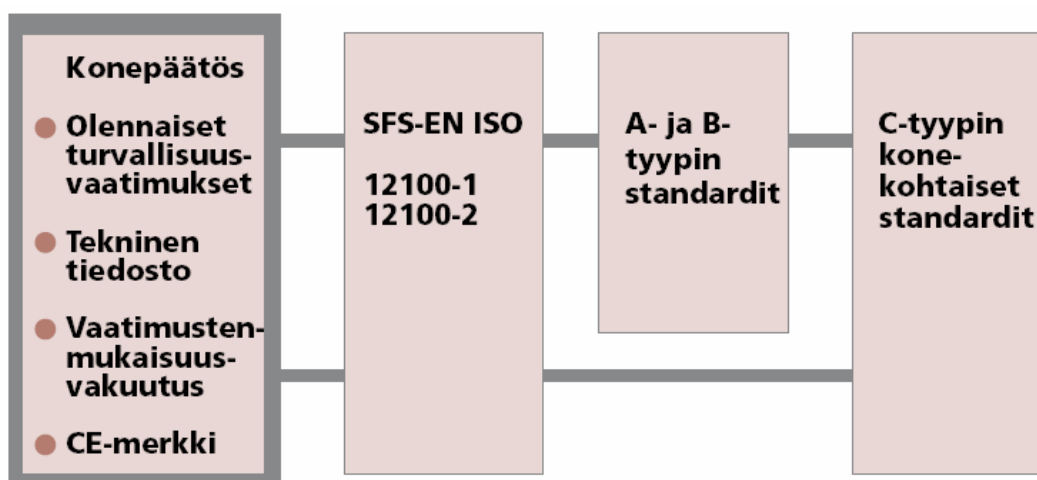 Konepäätös
Olennaiset
turvallisuus-
vaatimukset
Tekninen
tiedosto
Vaatimusten-
mukaisuus-
vakuutus
CE-merkki
SFS-EN ISO
12100-1
12100-2
A- ja B-
tyypin
standardit
C-tyypin
kone-
kohtaiset
standardit